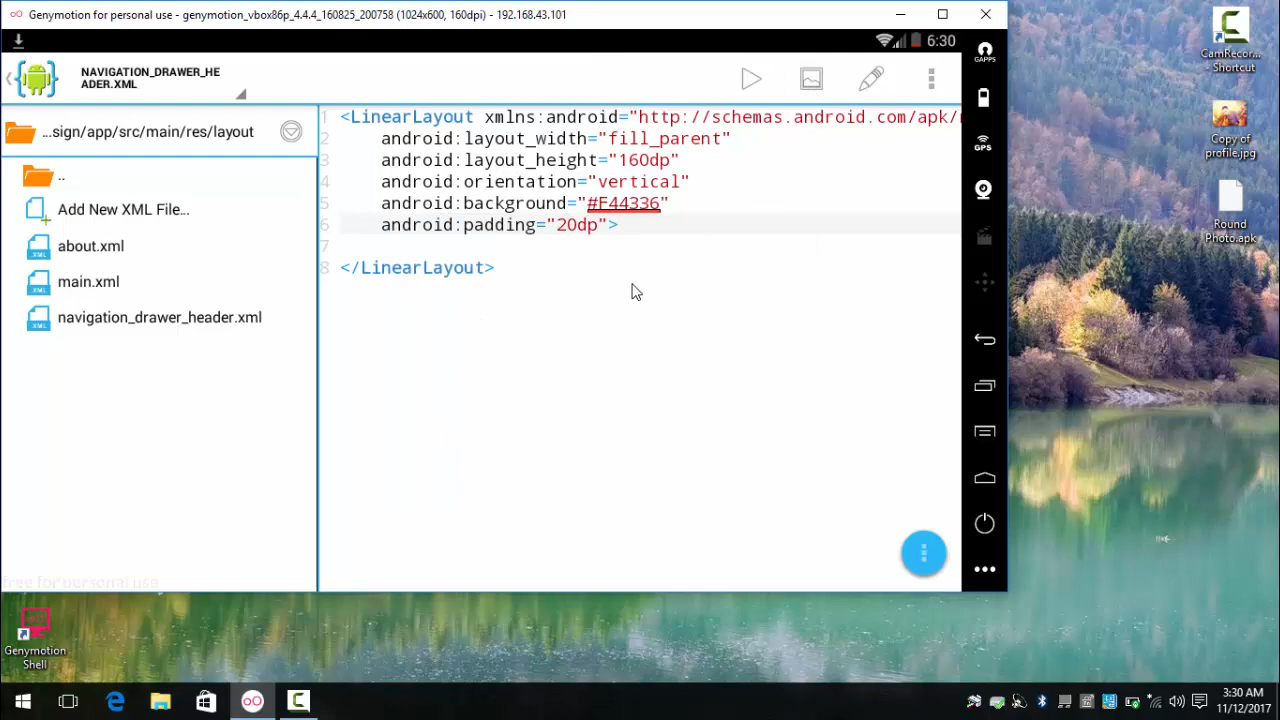 Genymotion for personal use - genymotion_vbox86p_4.4.4_160825_200758 (1024x600, 160dpi) - 192.168.43.101
6:30
NAVIGATION_DRAWER_HE
ADER.XML
...sign/app/src/main/res/layout
..
Add New XML File...
about.xml
main.xml
navigation_drawer_header.xml
1 <LinearLayout xmlns:android="http://schemas.android.com/apk/
2 android:layout_width="fill_parent"
3 android:layout_height="160dp"
4 android:orientation="vertical"
5 android:background="#F44336"
6 android:padding="20dp">
7
8 </LinearLayout>
free for personal use
GAPPS
GPS
CamRecor...
- Shortcut
Copy of
profile.jpg
Round
Photo.apk
Genymotion
Shell
3:30 AM
11/12/2017